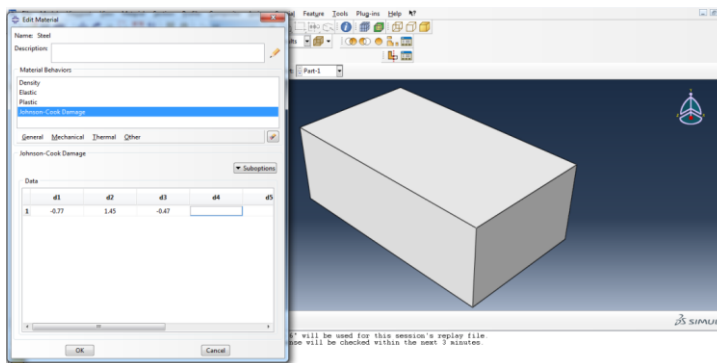 Edit Material
Feature Tools Plug-ins Help
Name: Steel
Description:
Part-1
Material Behaviors
Density
Elastic
Plastic
Johnson-Cook Damage
General Mechanical Thermal Other
Johnson-Cook Damage
Suboptions
Data
d1 d2 d3 d4 d5
1 -0.77 1.45 -0.47
OK Cancel
SIMUL
6" will be used for this session's replay file.
nse will be checked within the next 3 minutes.